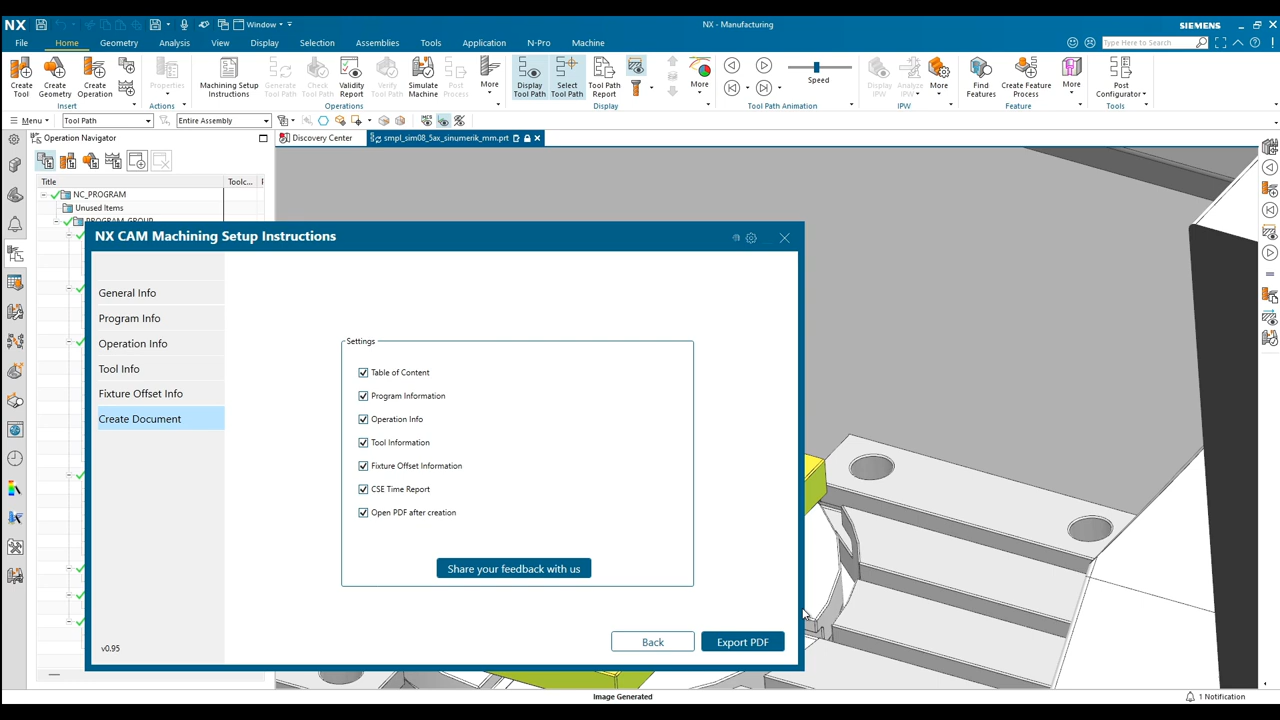 NX
Window
NX - Manufacturing
SIEMENS
File Home Geometry Analysis View Display Selection Assemblies Tools Application N-Pro Machine
Type Here to Search
Create Tool
Create Geometry
Create Operation
Properties
Machining Setup Instructions
Generate Tool Path
Check Tool Path
Validity Report
Verify Tool Path
Simulate Machine
Post Process
More
Display Tool Path
Select Tool Path
Tool Path Report
More
Speed
Display IPW
Analyze IPW
More
Find Features
Create Feature Process
More
Post Configurator
Insert Actions Operations Display Tool Path Animation IPW Feature Tools
Menu Tool Path Entire Assembly
Operation Navigator
Discovery Center smpl_sim08_5ax_sinumerik_mm.prt
Title Toolc...
NC_PROGRAM
Unused Items
PROGRAM_GROUP
NX CAM Machining Setup Instructions
General Info
Program Info
Operation Info
Tool Info
Fixture Offset Info
Create Document
Settings
Table of Content
Program Information
Operation Info
Tool Information
Fixture Offset Information
CSE Time Report
Open PDF after creation
Share your feedback with us
v0.95
Back Export PDF
Image Generated
1 Notification